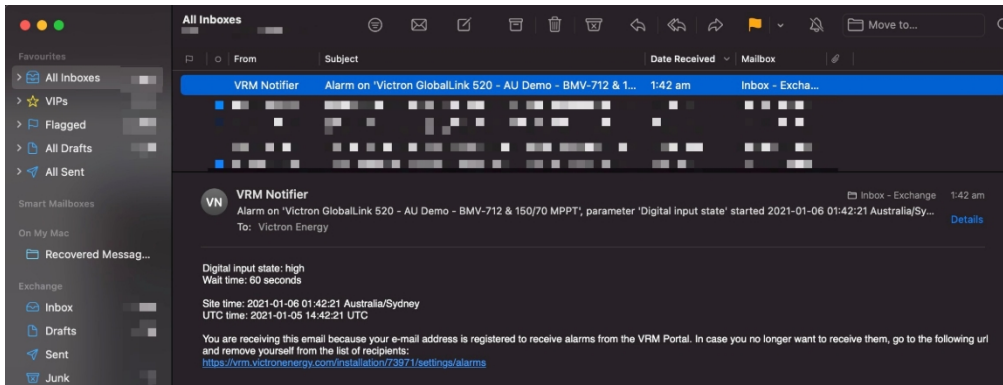 All Inboxes
Move to...
Favourites
All Inboxes
VIPs
Flagged
All Drafts
All Sent
Smart Mailboxes
On My Mac
Recovered Messag...
Exchange
Inbox
Drafts
Sent
Junk
From Subject Date Received Mailbox
VRM Notifier Alarm on 'Victron GlobalLink 520 - AU Demo - BMV-712 & 1... 1:42 am Inbox - Excha...
VN
VRM Notifier Inbox - Exchange 1:42 am
Alarm on 'Victron GlobalLink 520 - AU Demo - BMV-712 & 150/70 MPPT', parameter 'Digital input state' started 2021-01-06 01:42:21 Australia/Sy...
To: Victron Energy Details
Digital input state: high
Wait time: 60 seconds
Site time: 2021-01-06 01:42:21 Australia/Sydney
UTC time: 2021-01-05 14:42:21 UTC
You are receiving this email because your e-mail address is registered to receive alarms from the VRM Portal. In case you no longer want to receive them, go to the following url
and remove yourself from the list of recipients:
https://vrm.victronenergy.com/installation/73971/settings/alarms